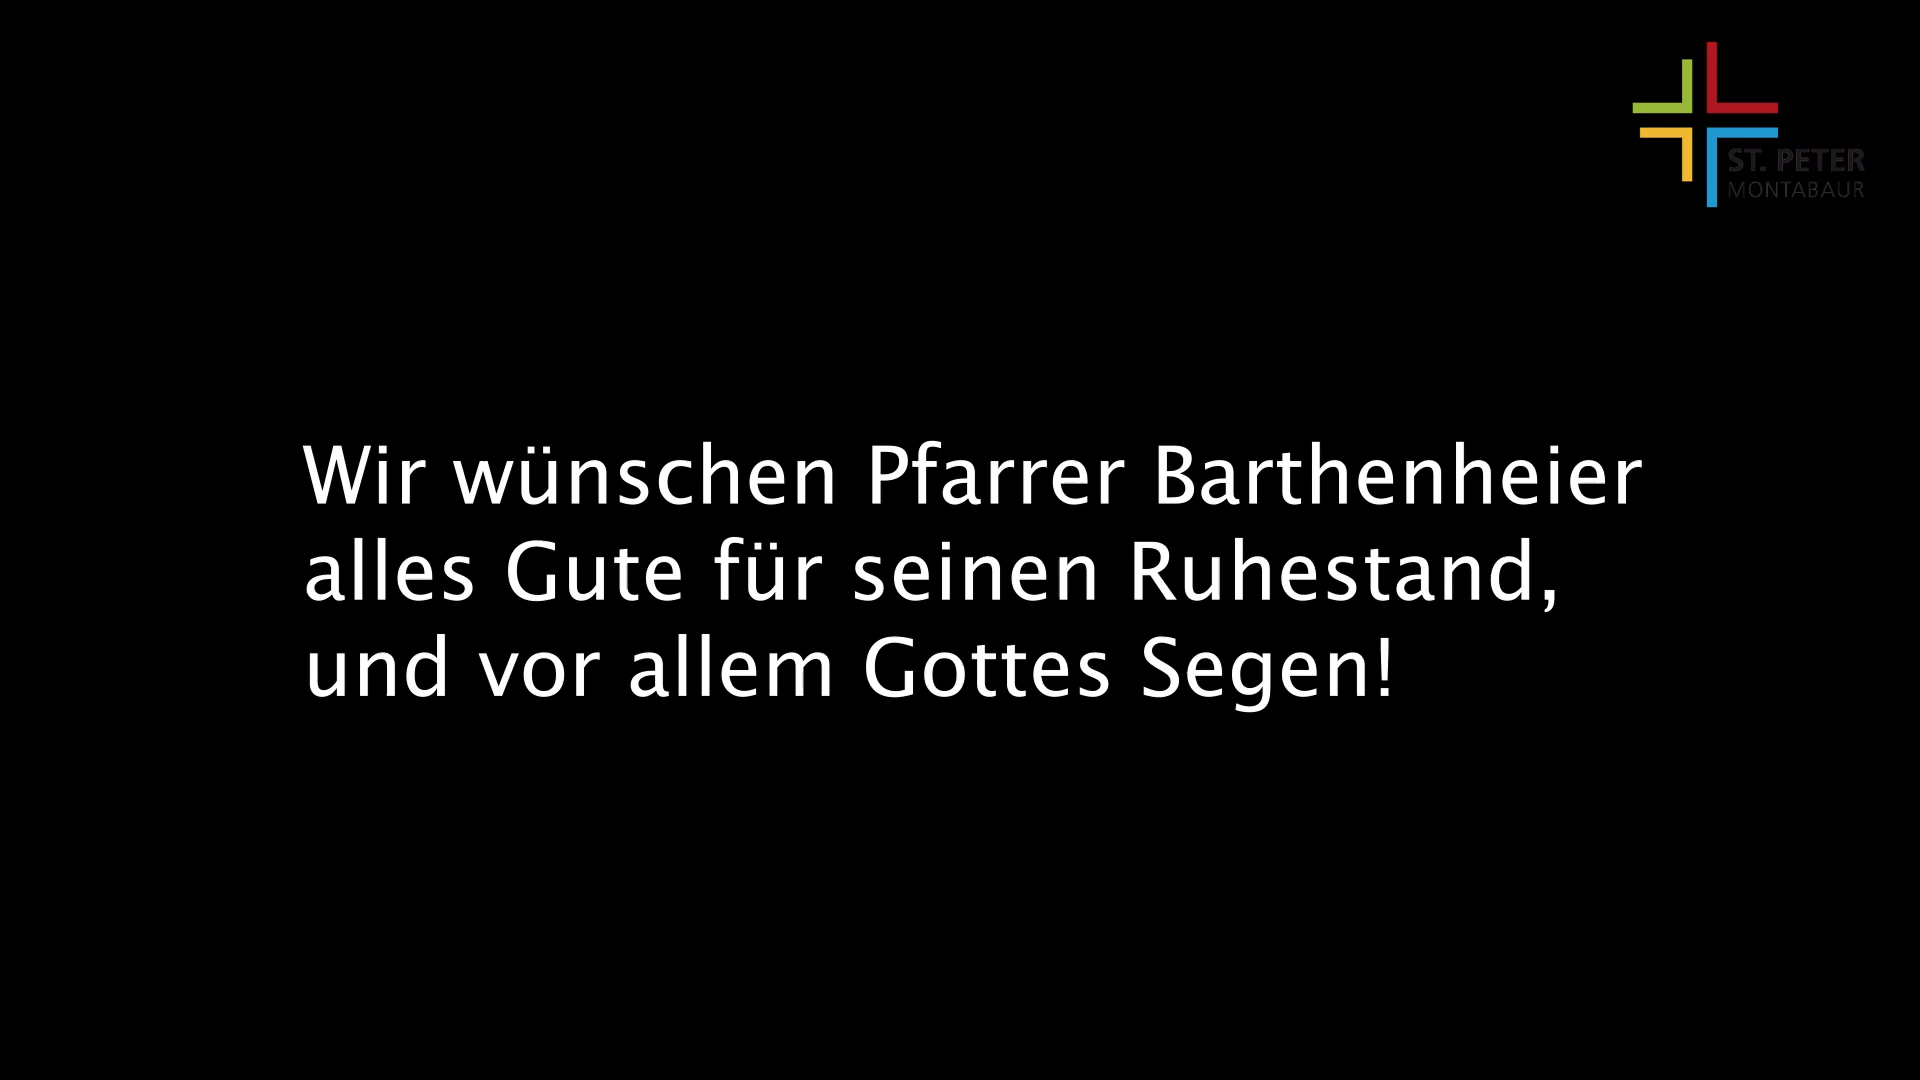 ST. PETER
MONTABAUR
Wir wünschen Pfarrer Barthenheier
alles Gute für seinen Ruhestand,
und vor allem Gottes Segen!